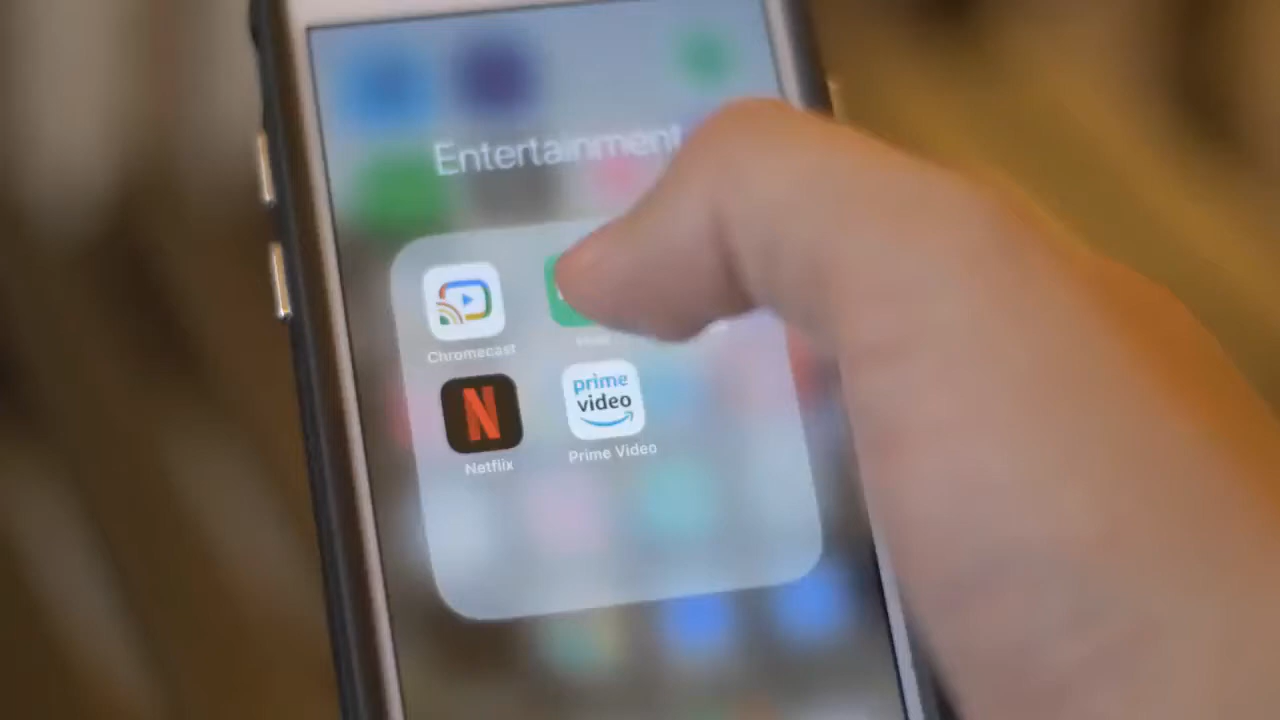 Entertainment
Chromecast
N
prime
video
Netflix
Prime Video